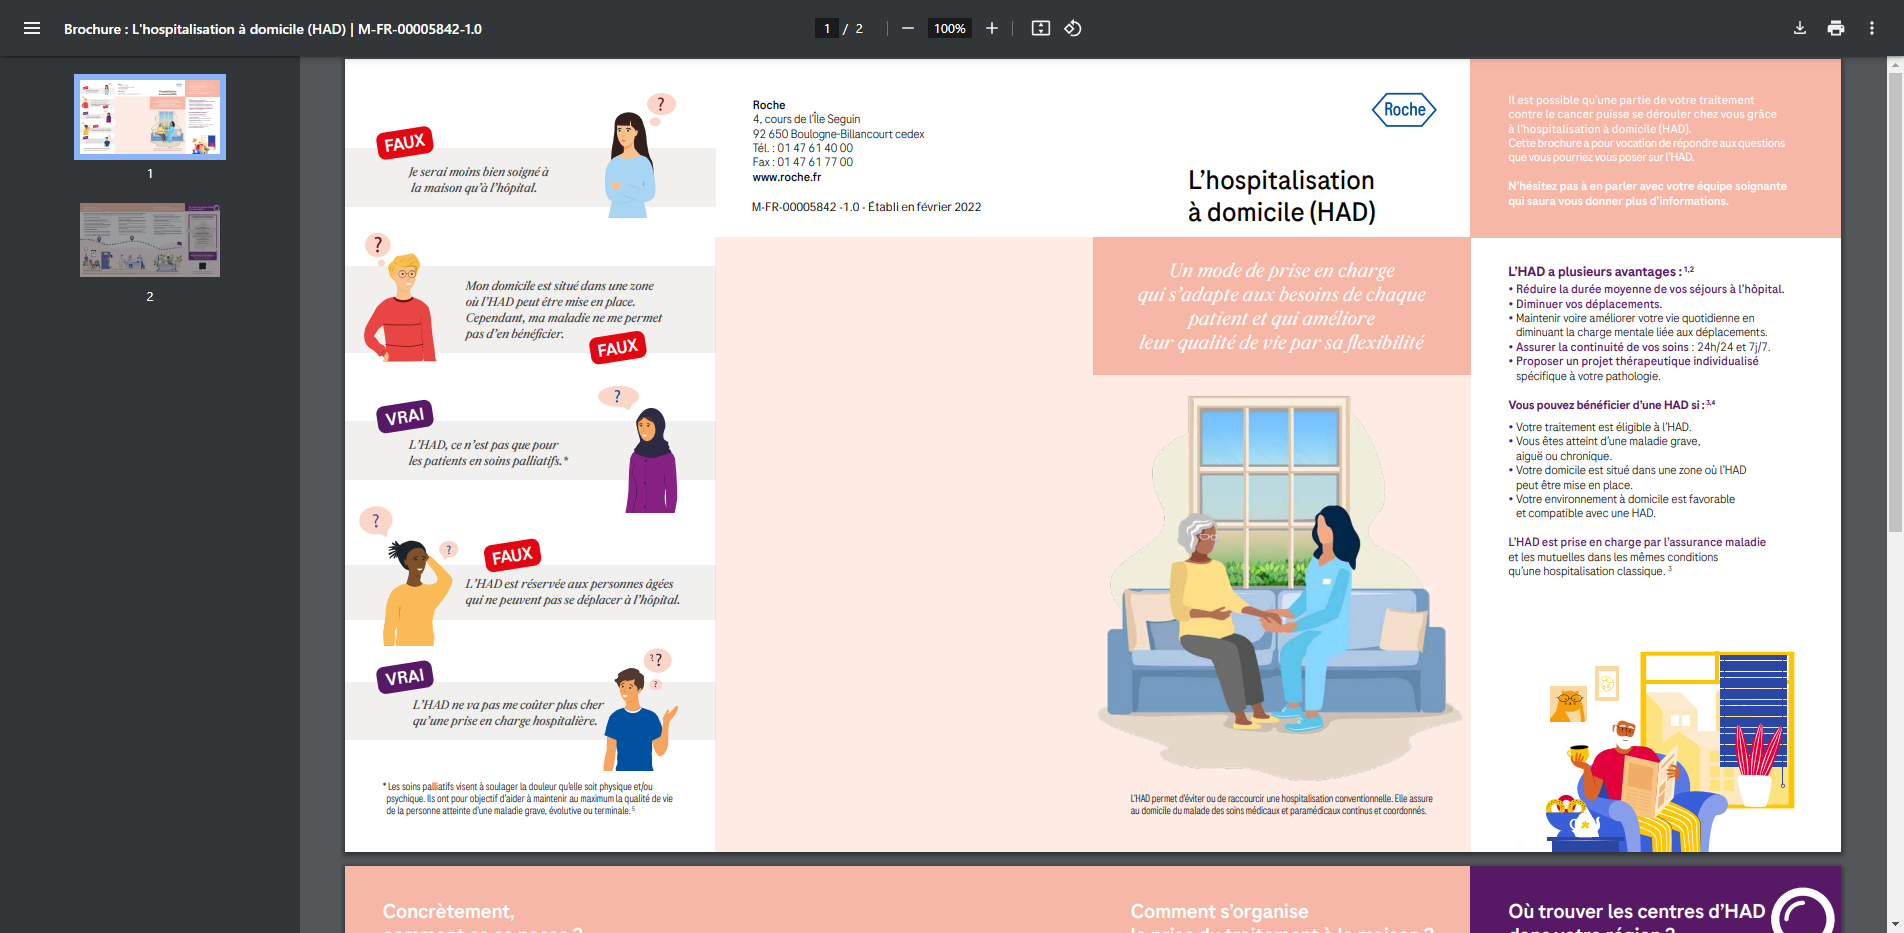 Brochure : L'hospitalisation à domicile (HAD) | M-FR-00005842-1.0
1 / 2
100%
1
2
FAUX
Je serai moins bien soigné à
la maison qu'à l'hôpital.
?
?
Mon domicile est situé dans une zone
où l'HAD peut être mise en place.
Cependant, ma maladie ne me permet
pas d'en bénéficier.
FAUX
VRAI
?
L'HAD, ce n'est pas que pour
les patients en soins palliatifs.*
?
?
FAUX
L'HAD est réservée aux personnes âgées
qui ne peuvent pas se déplacer à l'hôpital.
VRAI
??
?
L'HAD ne va pas me coûter plus cher
qu'une prise en charge hospitalière.
* Les soins palliatifs visent à soulager la douleur qu'elle soit physique et/ou
psychique. Ils ont pour objectif d'aider à maintenir au maximum la qualité de vie
de la personne atteinte d'une maladie grave, évolutive ou terminale.5
Roche
4, cours de l'Île Seguin
92 650 Boulogne-Billancourt cedex
Tél. : 01 47 61 40 00
Fax : 01 47 61 77 00
www.roche.fr
M-FR-00005842 -1.0 - Établi en février 2022
Roche
L'hospitalisation
à domicile (HAD)
Un mode de prise en charge
qui s'adapte aux besoins de chaque
patient et qui améliore
leur qualité de vie par sa flexibilité
L'HAD permet d'éviter ou de raccourcir une hospitalisation conventionnelle. Elle assure
au domicile du malade des soins médicaux et paramédicaux continus et coordonnés.
Il est possible qu'une partie de votre traitement
contre le cancer puisse se dérouler chez vous grâce
à l'hospitalisation à domicile (HAD).
Cette brochure a pour vocation de répondre aux questions
que vous pourriez vous poser sur l'HAD.
N'hésitez pas à en parler avec votre équipe soignante
qui saura vous donner plus d'informations.
L'HAD a plusieurs avantages :1,2
• Réduire la durée moyenne de vos séjours à l'hôpital.
• Diminuer vos déplacements.
• Maintenir voire améliorer votre vie quotidienne en
diminuant la charge mentale liée aux déplacements.
• Assurer la continuité de vos soins : 24h/24 et 7j/7.
• Proposer un projet thérapeutique individualisé
spécifique à votre pathologie.
Vous pouvez bénéficier d'une HAD si :3,4
• Votre traitement est éligible à l'HAD.
• Vous êtes atteint d'une maladie grave,
aiguë ou chronique.
• Votre domicile est situé dans une zone où l'HAD
peut être mise en place.
• Votre environnement à domicile est favorable
et compatible avec une HAD.
L'HAD est prise en charge par l'assurance maladie
et les mutuelles dans les mêmes conditions
qu'une hospitalisation classique. 3
Concrètement,
comment ça se passe ?
Comment s'organise
la prise du traitement à la maison ?
Où trouver les centres d'HAD
dans votre région ?